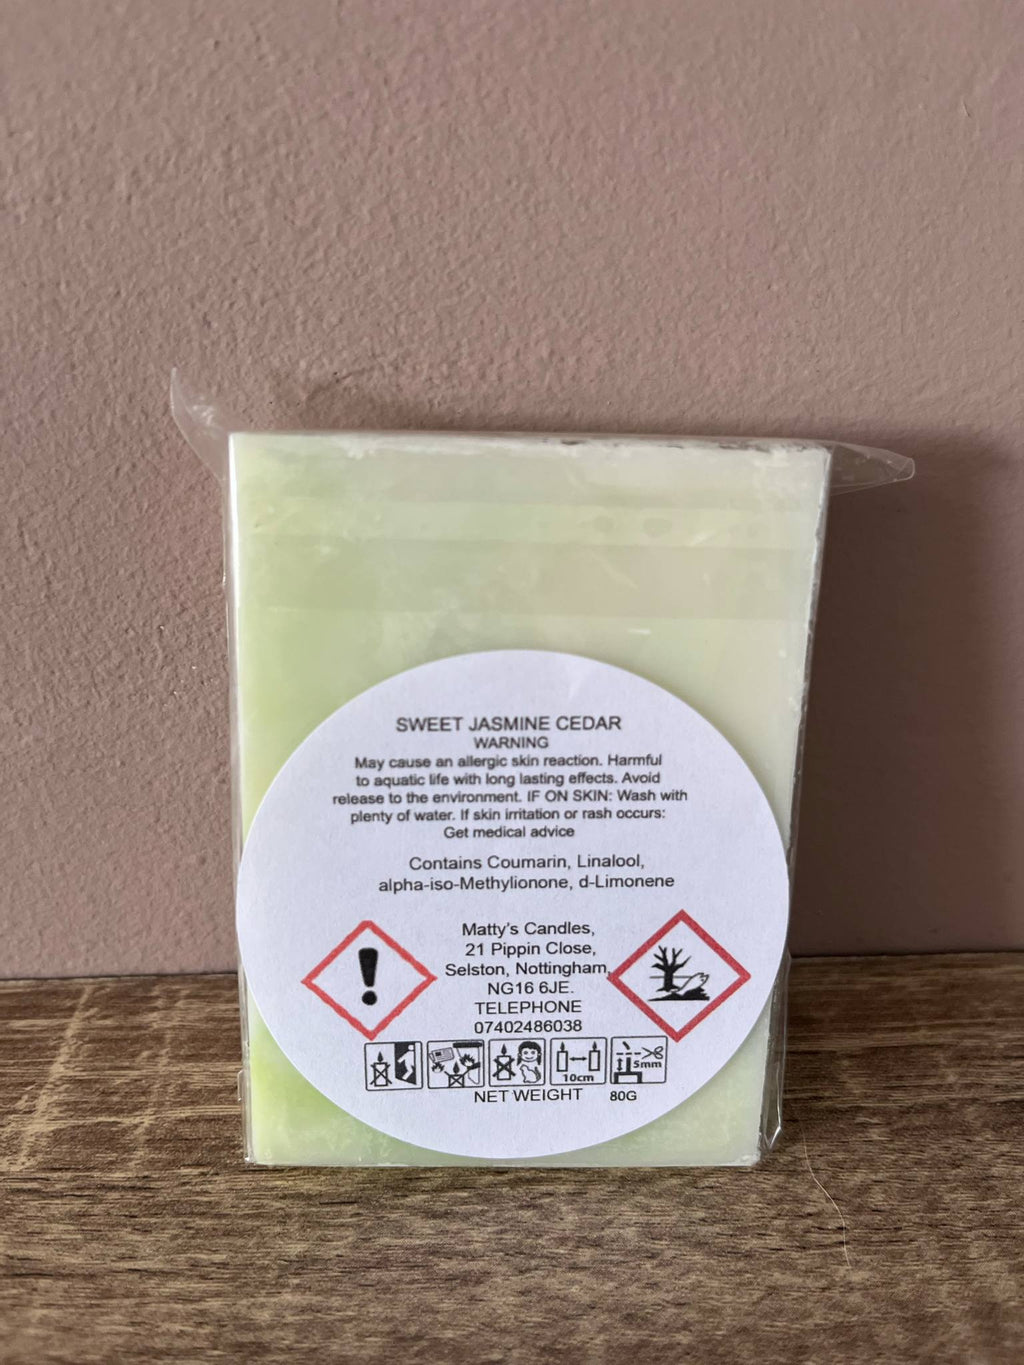 SWEET JASMINE CEDAR
WARNING
May cause an allergic skin reaction. Harmful
to aquatic life with long lasting effects. Avoid
release to the environment. IF ON SKIN: Wash with
plenty of water. If skin irritation or rash occurs:
Get medical advice
Contains Coumarin, Linalool,
alpha-iso-Methylionone, d-Limonene
Matty's Candles,
21 Pippin Close,
Selston, Nottingham,
NG16 6JE.
TELEPHONE
07402486038
10cm
5mm
NET WEIGHT 80G